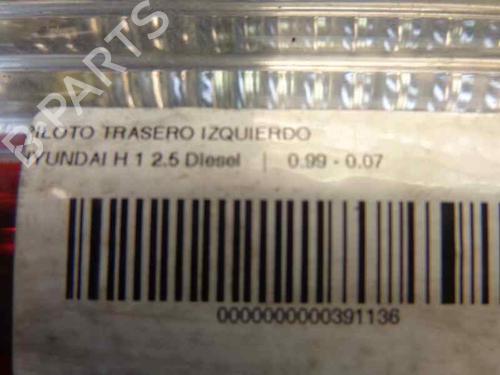 PILOTO TRASERO IZQUIERDO
HYUNDAI H 1 2.5 Diesel | 0.99 - 0.07
0000000000391136
B-PARTS